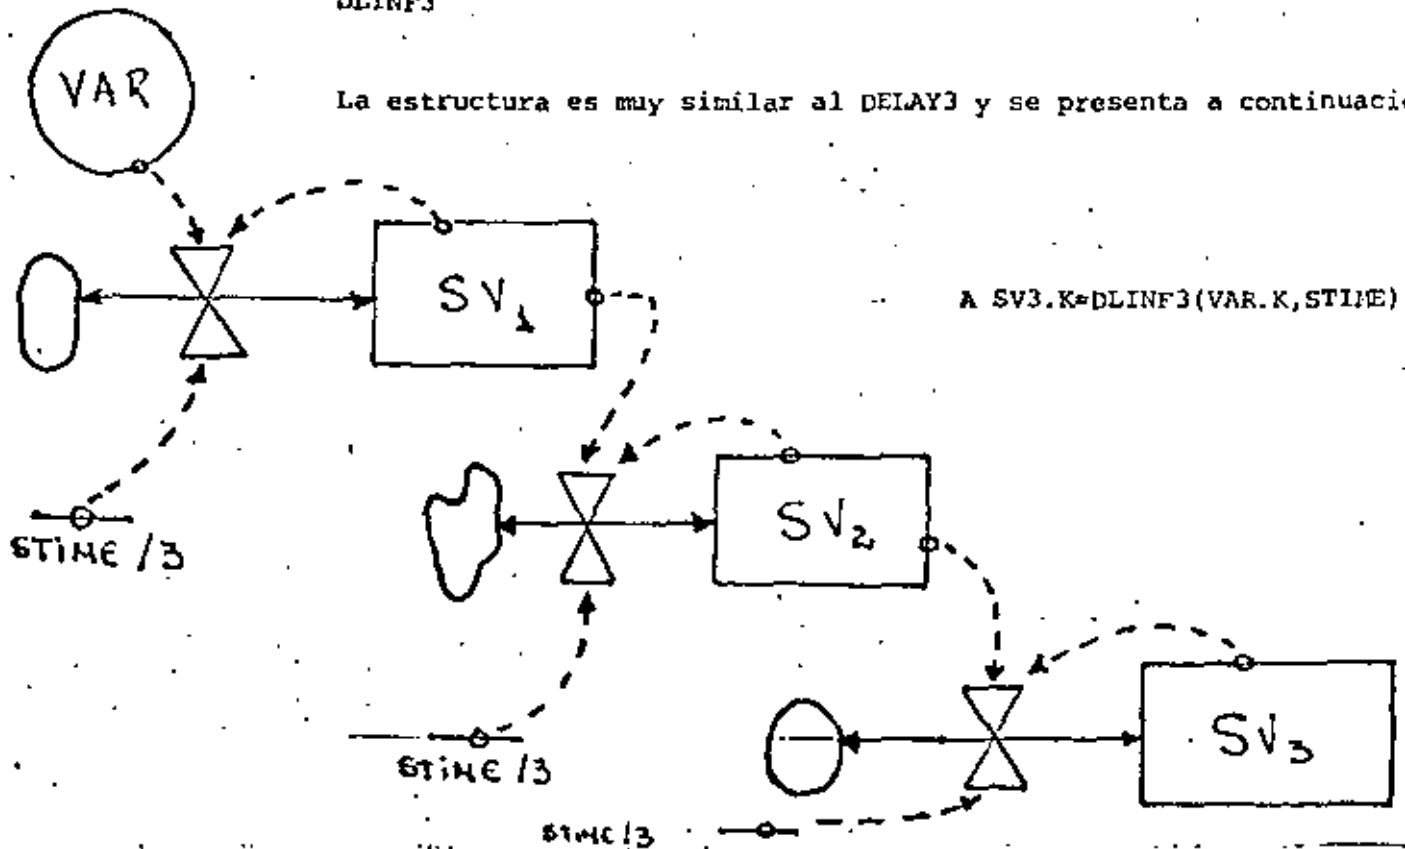 DLINF3
La estructura es muy similar al DELAY3 y se presenta a continuaci
VAR
SV1
A SV3.K=DLINF3(VAR.K,STIME)
STIME /3
SV2
STIME /3
SV3
STIME /3